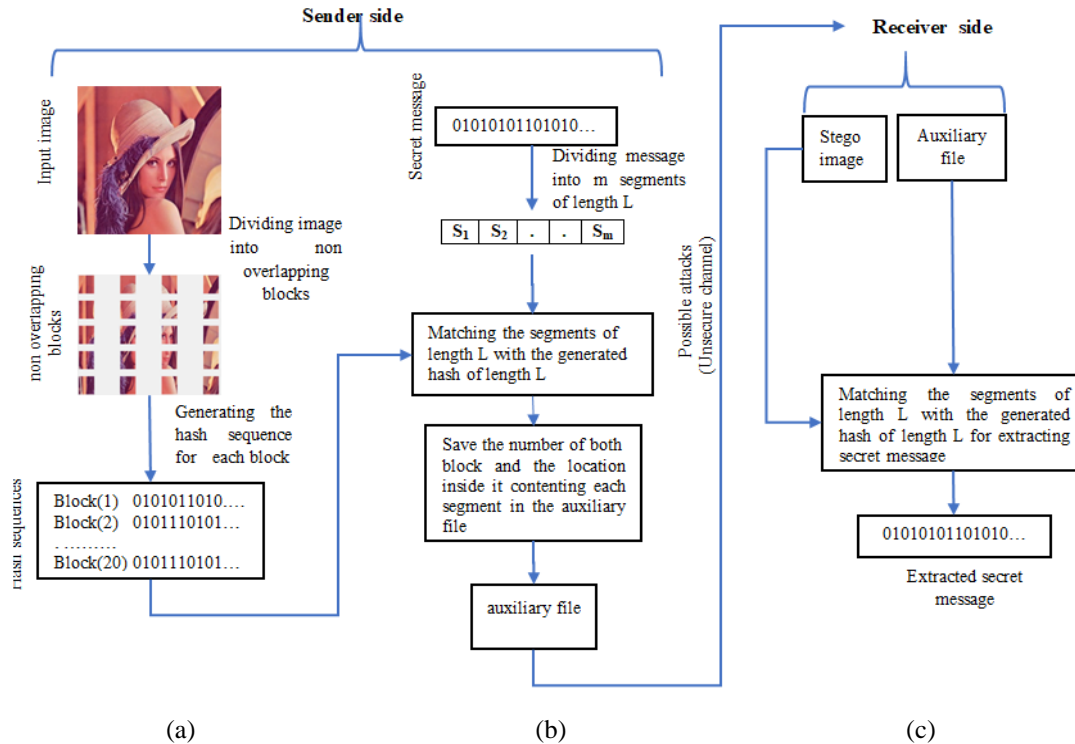 Sender side
Input image
Dividing image
into non
overlapping
blocks
non overlapping
blocks
Generating the
hash sequence
for each block
Hash sequences
Block(1) 0101011010....
Block(2) 0101110101...
. .........
Block(20) 0101110101...
(a)
Secret message
01010101101010...
Dividing message
into m segments
of length L
S1 S2 . . Sm
Matching the segments of
length L with the generated
hash of length L
Save the number of both
block and the location
inside it contenting each
segment in the auxiliary
file
auxiliary file
(b)
Possible attacks
(Unsecure channel)
Receiver side
Stego
image
Auxiliary
file
Matching the segments of
length L with the generated
hash of length L for extracting
secret message
01010101101010...
Extracted secret
message
(c)